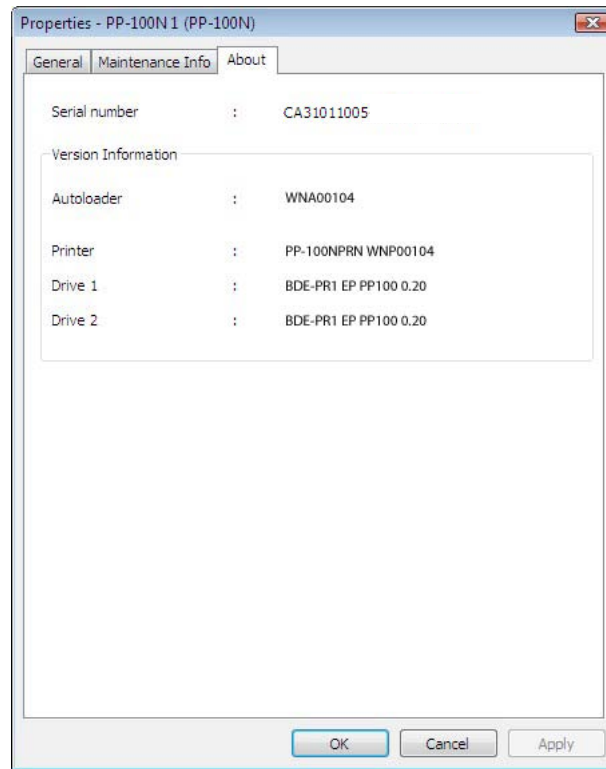 Properties - PP-100N 1 (PP-100N)
General Maintenance Info About
Serial number : CA31011005
Version Information
Autoloader : WNA00104
Printer : PP-100NPRN WNP00104
Drive 1 : BDE-PR1 EP PP100 0.20
Drive 2 : BDE-PR1 EP PP100 0.20
OK Cancel Apply